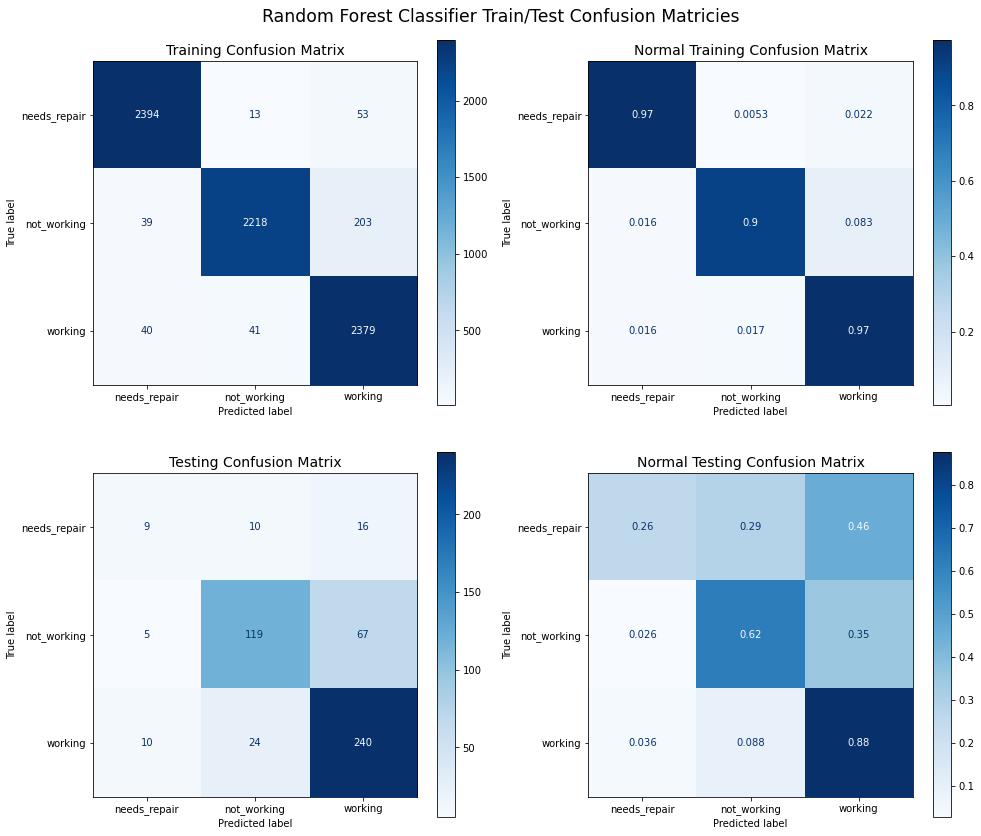 Random Forest Classifier Train/Test Confusion Matricies
Training Confusion Matrix
True label
needs_repair 2394 13 53
not_working 39 2218 203
working 40 41 2379
needs_repair not_working working
Predicted label
2000
1500
1000
500
Normal Training Confusion Matrix
True label
needs_repair 0.97 0.0053 0.022
not_working 0.016 0.9 0.083
working 0.016 0.017 0.97
needs_repair not_working working
Predicted label
0.8
0.6
0.4
0.2
Testing Confusion Matrix
True label
needs_repair 9 10 16
not_working 5 119 67
working 10 24 240
needs_repair not_working working
Predicted label
200
150
100
50
Normal Testing Confusion Matrix
True label
needs_repair 0.26 0.29 0.46
not_working 0.026 0.62 0.35
working 0.036 0.088 0.88
needs_repair not_working working
Predicted label
0.8
0.7
0.6
0.5
0.4
0.3
0.2
0.1